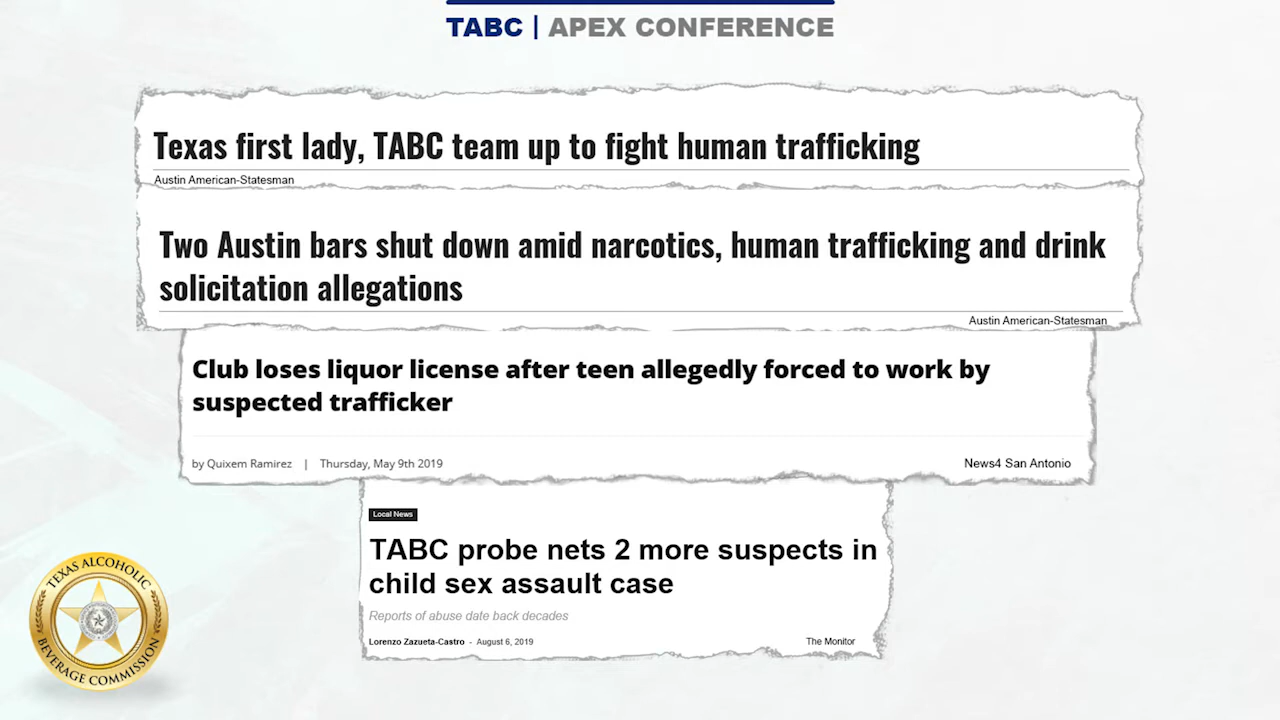 TABC | APEX CONFERENCE
Texas first lady, TABC team up to fight human trafficking
Austin American-Statesman
Two Austin bars shut down amid narcotics, human trafficking and drink
solicitation allegations
Austin American-Statesman
Club loses liquor license after teen allegedly forced to work by
suspected trafficker
by Quixem Ramirez | Thursday, May 9th 2019
News4 San Antonio
Local News
TABC probe nets 2 more suspects in
child sex assault case
Reports of abuse date back decades
Lorenzo Zazueta-Castro - August 6, 2019
The Monitor
TEXAS ALCOHOLIC
BEVERAGE COMMISSION